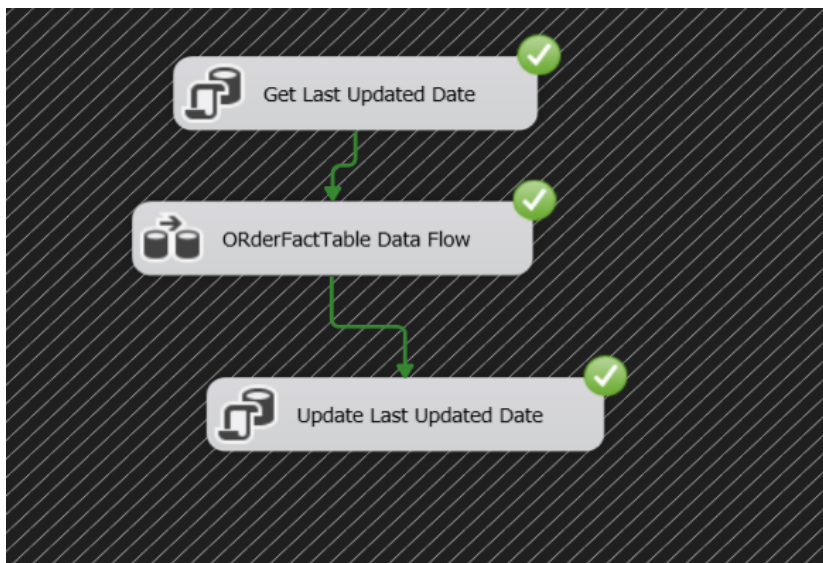 Get Last Updated Date
ORderFactTable Data Flow
Update Last Updated Date